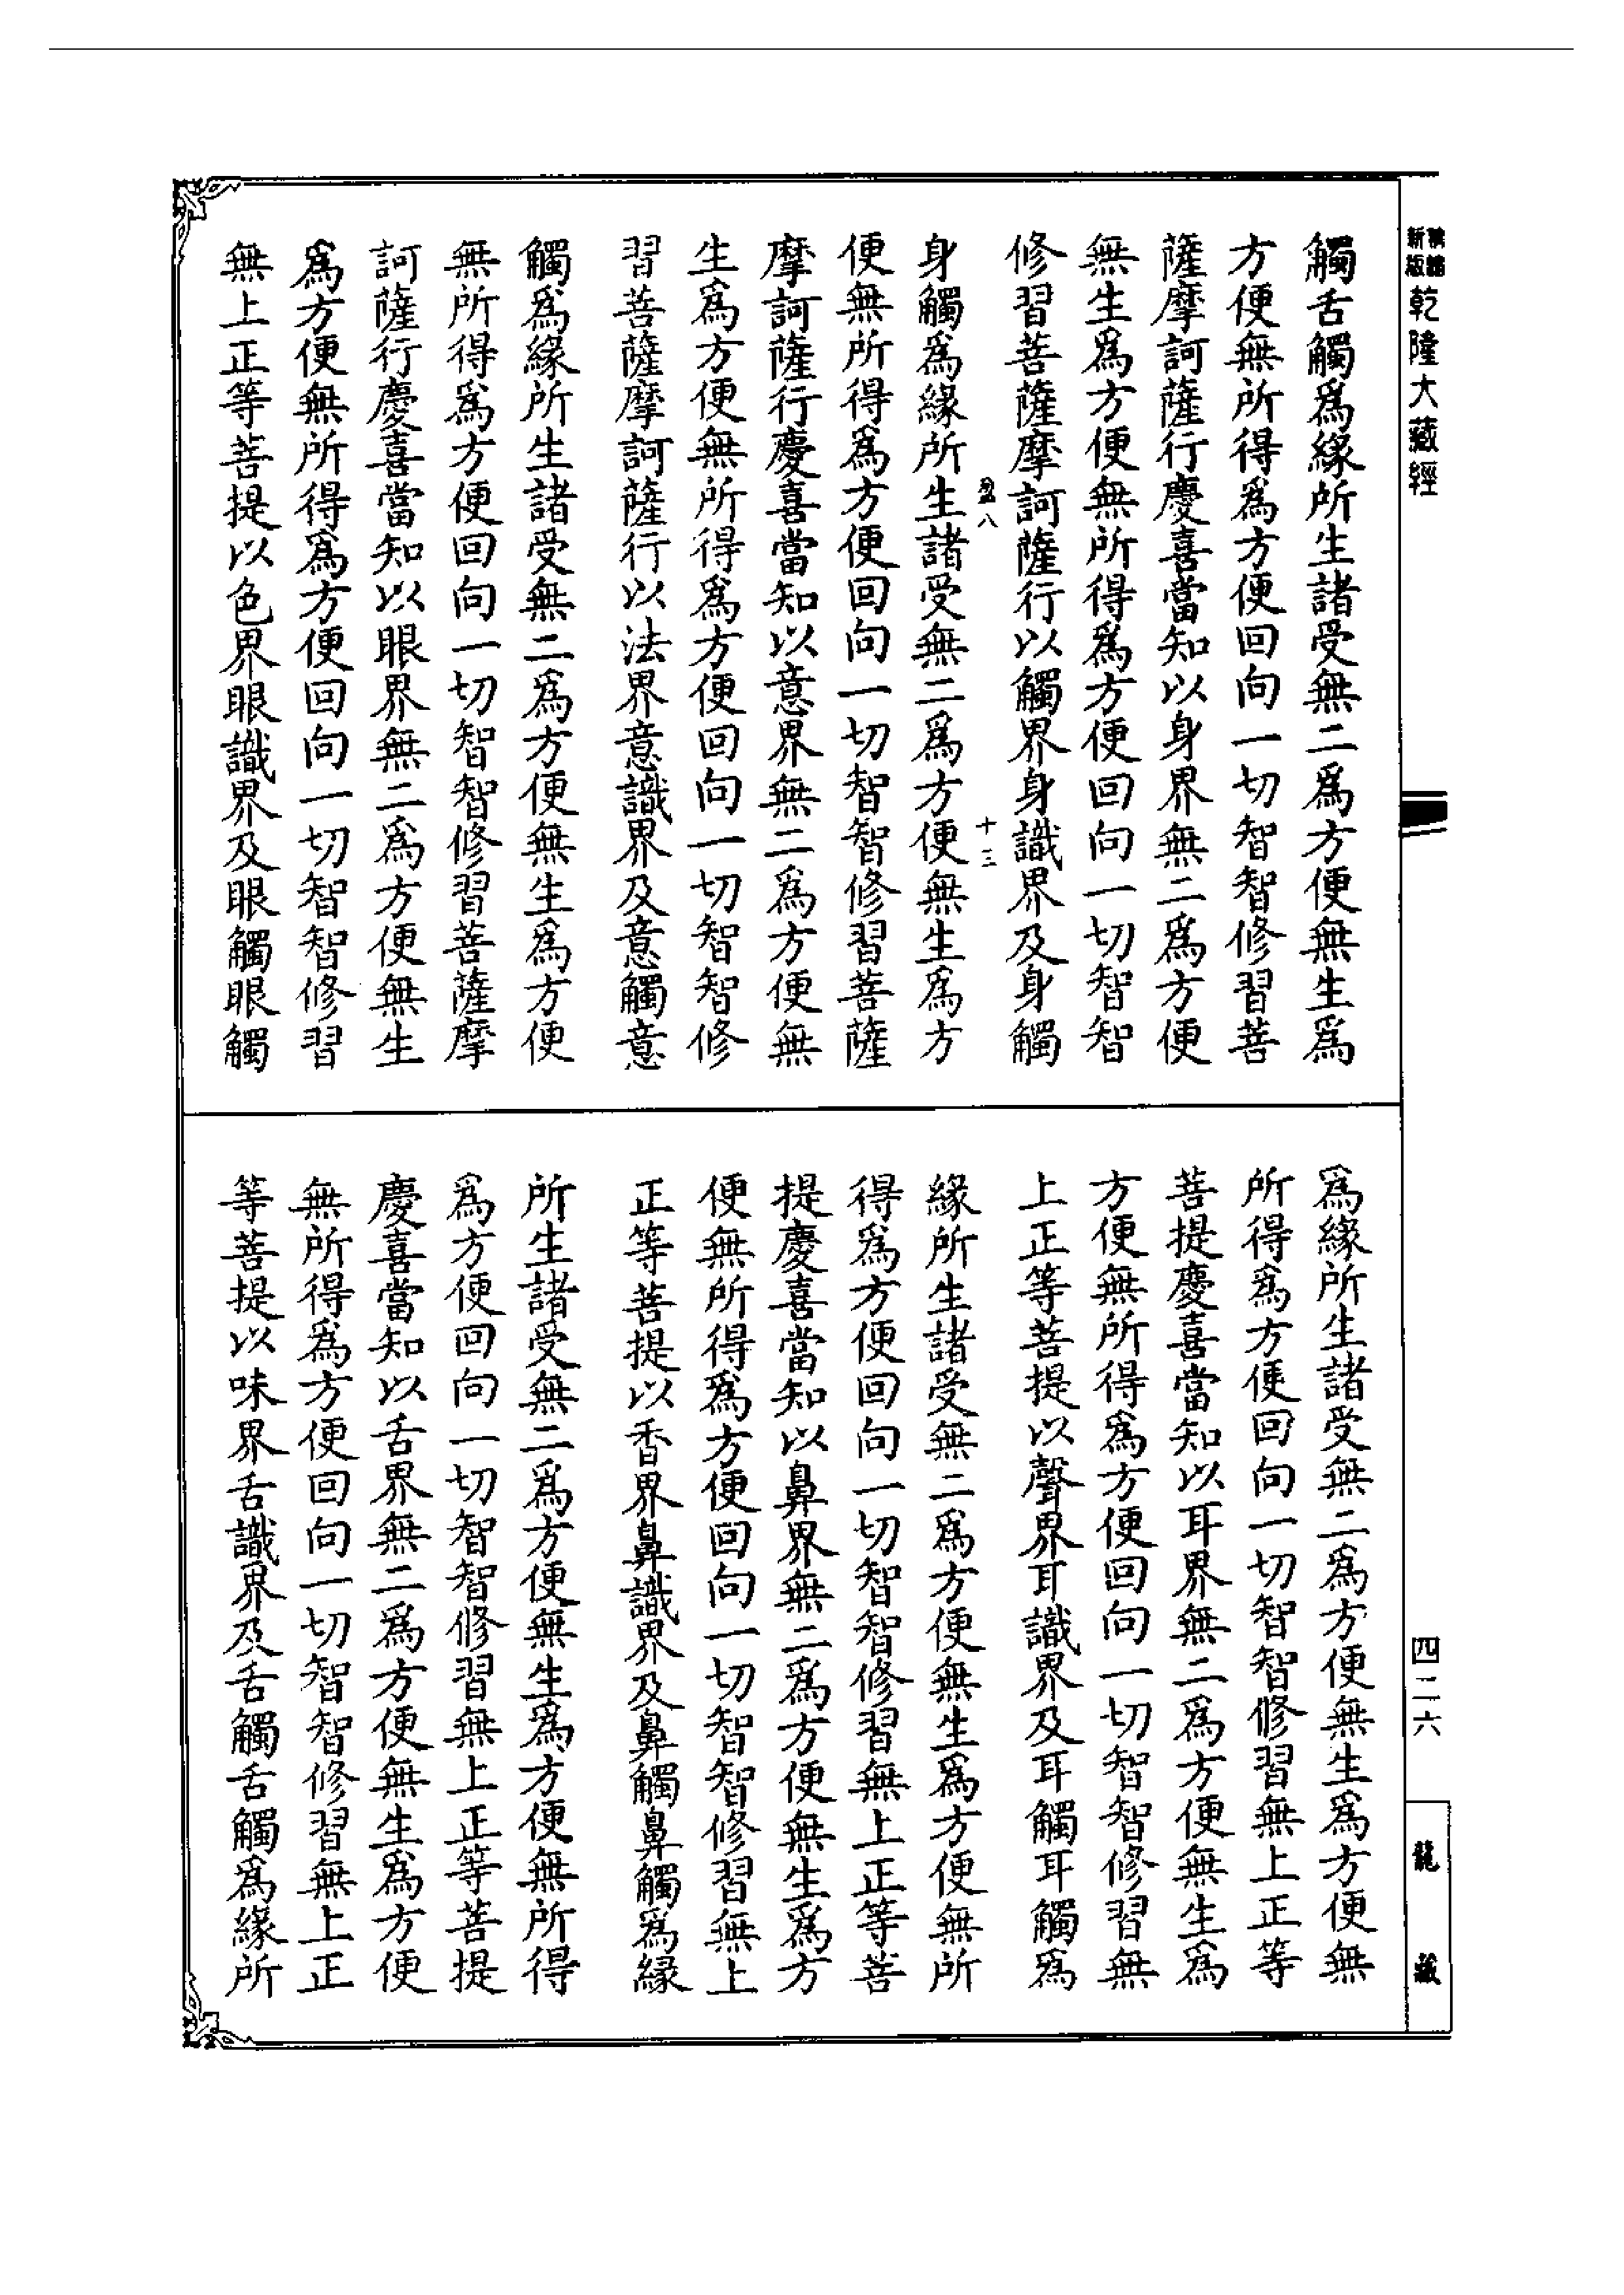 新版
乾隆大藏經
觸舌觸爲緣所生諸受無二爲方便無生爲
方便無所得爲方便回向一切智智修習菩
薩摩訶薩行慶喜當知以身界無二爲方便
無生爲方便無所得爲方便回向一切智智
修習菩薩摩訶薩行以觸界身識界及身觸
盈八
十三
身觸爲緣所生諸受無二爲方便無生爲方
便無所得爲方便回向一切智智修習菩薩
摩訶薩行慶喜當知以意界無二爲方便無
生爲方便無所得爲方便回向一切智智修
習菩薩摩訶薩行以法界意識界及意觸意
觸爲緣所生諸受無二爲方便無生爲方便
無所得爲方便回向一切智智修習菩薩摩
訶薩行慶喜當知以眼界無二爲方便無生
爲方便無所得爲方便回向一切智智修習
無上正等菩提以色界眼識界及眼觸眼觸
爲緣所生諸受無二爲方便無生爲方便無
所得爲方便回向一切智智修習無上正等
菩提慶喜當知以耳界無二爲方便無生爲
方便無所得爲方便回向一切智智修習無
上正等菩提以聲界耳識界及耳觸耳觸爲
緣所生諸受無二爲方便無生爲方便無所
得爲方便回向一切智智修習無上正等菩
提慶喜當知以鼻界無二爲方便無生爲方
便無所得爲方便回向一切智智修習無上
正等菩提以香界鼻識界及鼻觸鼻觸爲緣
所生諸受無二爲方便無生爲方便無所得
爲方便回向一切智智修習無上正等菩提
慶喜當知以舌界無二爲方便無生爲方便
無所得爲方便回向一切智智修習無上正
等菩提以味界舌識界及舌觸舌觸爲緣所
四二六
龍藏